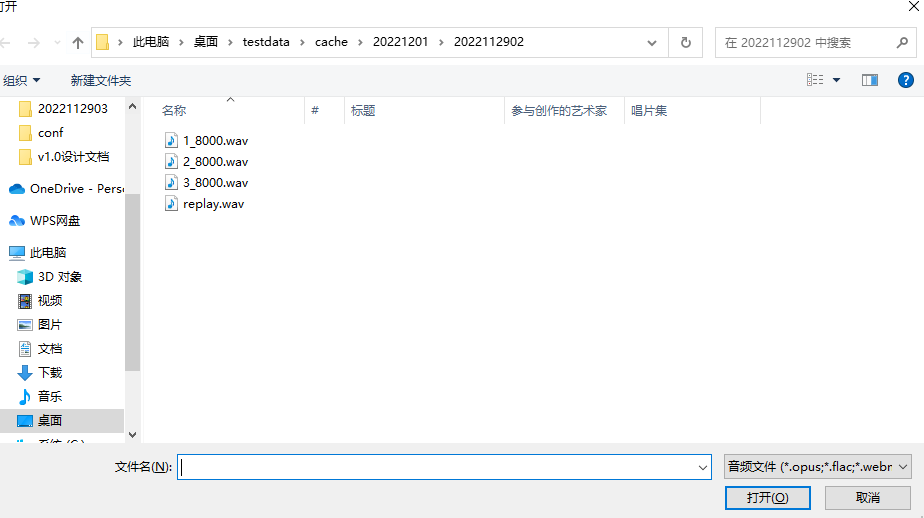 打开
此电脑 > 桌面 > testdata > cache > 20221201 > 2022112902
在 2022112902 中搜索
组织 新建文件夹
2022112903
conf
v1.0设计文档
OneDrive - Perso
WPS网盘
此电脑
3D 对象
视频
图片
文档
下载
音乐
桌面
名称 # 标题 参与创作的艺术家 唱片集
1_8000.wav
2_8000.wav
3_8000.wav
replay.wav
文件名(N):
音频文件 (*.opus;*.flac;*.webr
打开(O) 取消